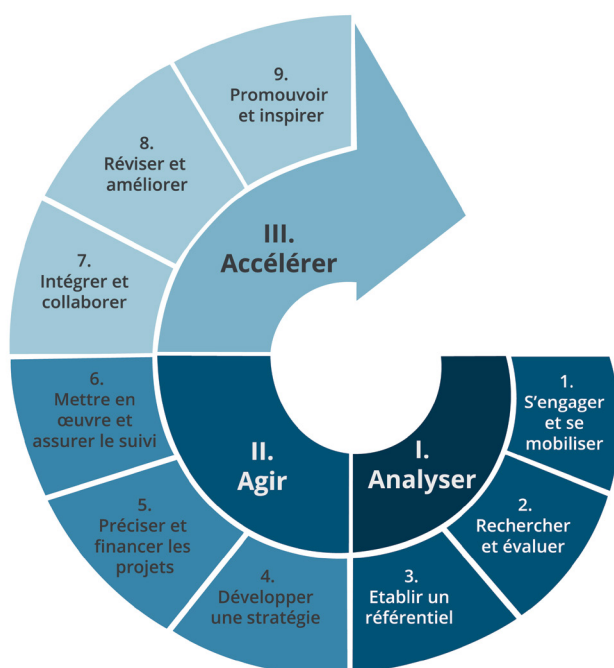 I.
Analyser
1.
S'engager
et se
mobiliser
2.
Rechercher
et évaluer
3.
Etablir un
référentiel
II.
Agir
4.
Développer
une stratégie
5.
Préciser et
financer les
projets
6.
Mettre en
œuvre et
assurer le suivi
III.
Accélérer
7.
Intégrer et
collaborer
8.
Réviser et
améliorer
9.
Promouvoir
et inspirer